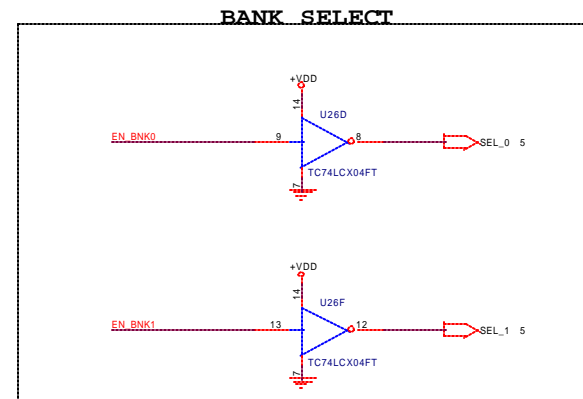 BANK SELECT
+VDD
14
U26D
EN_BNK0
9
8
SEL_0 5
TC74LCX04FT
7
+VDD
14
U26F
EN_BNK1
13
12
SEL_1 5
TC74LCX04FT
7